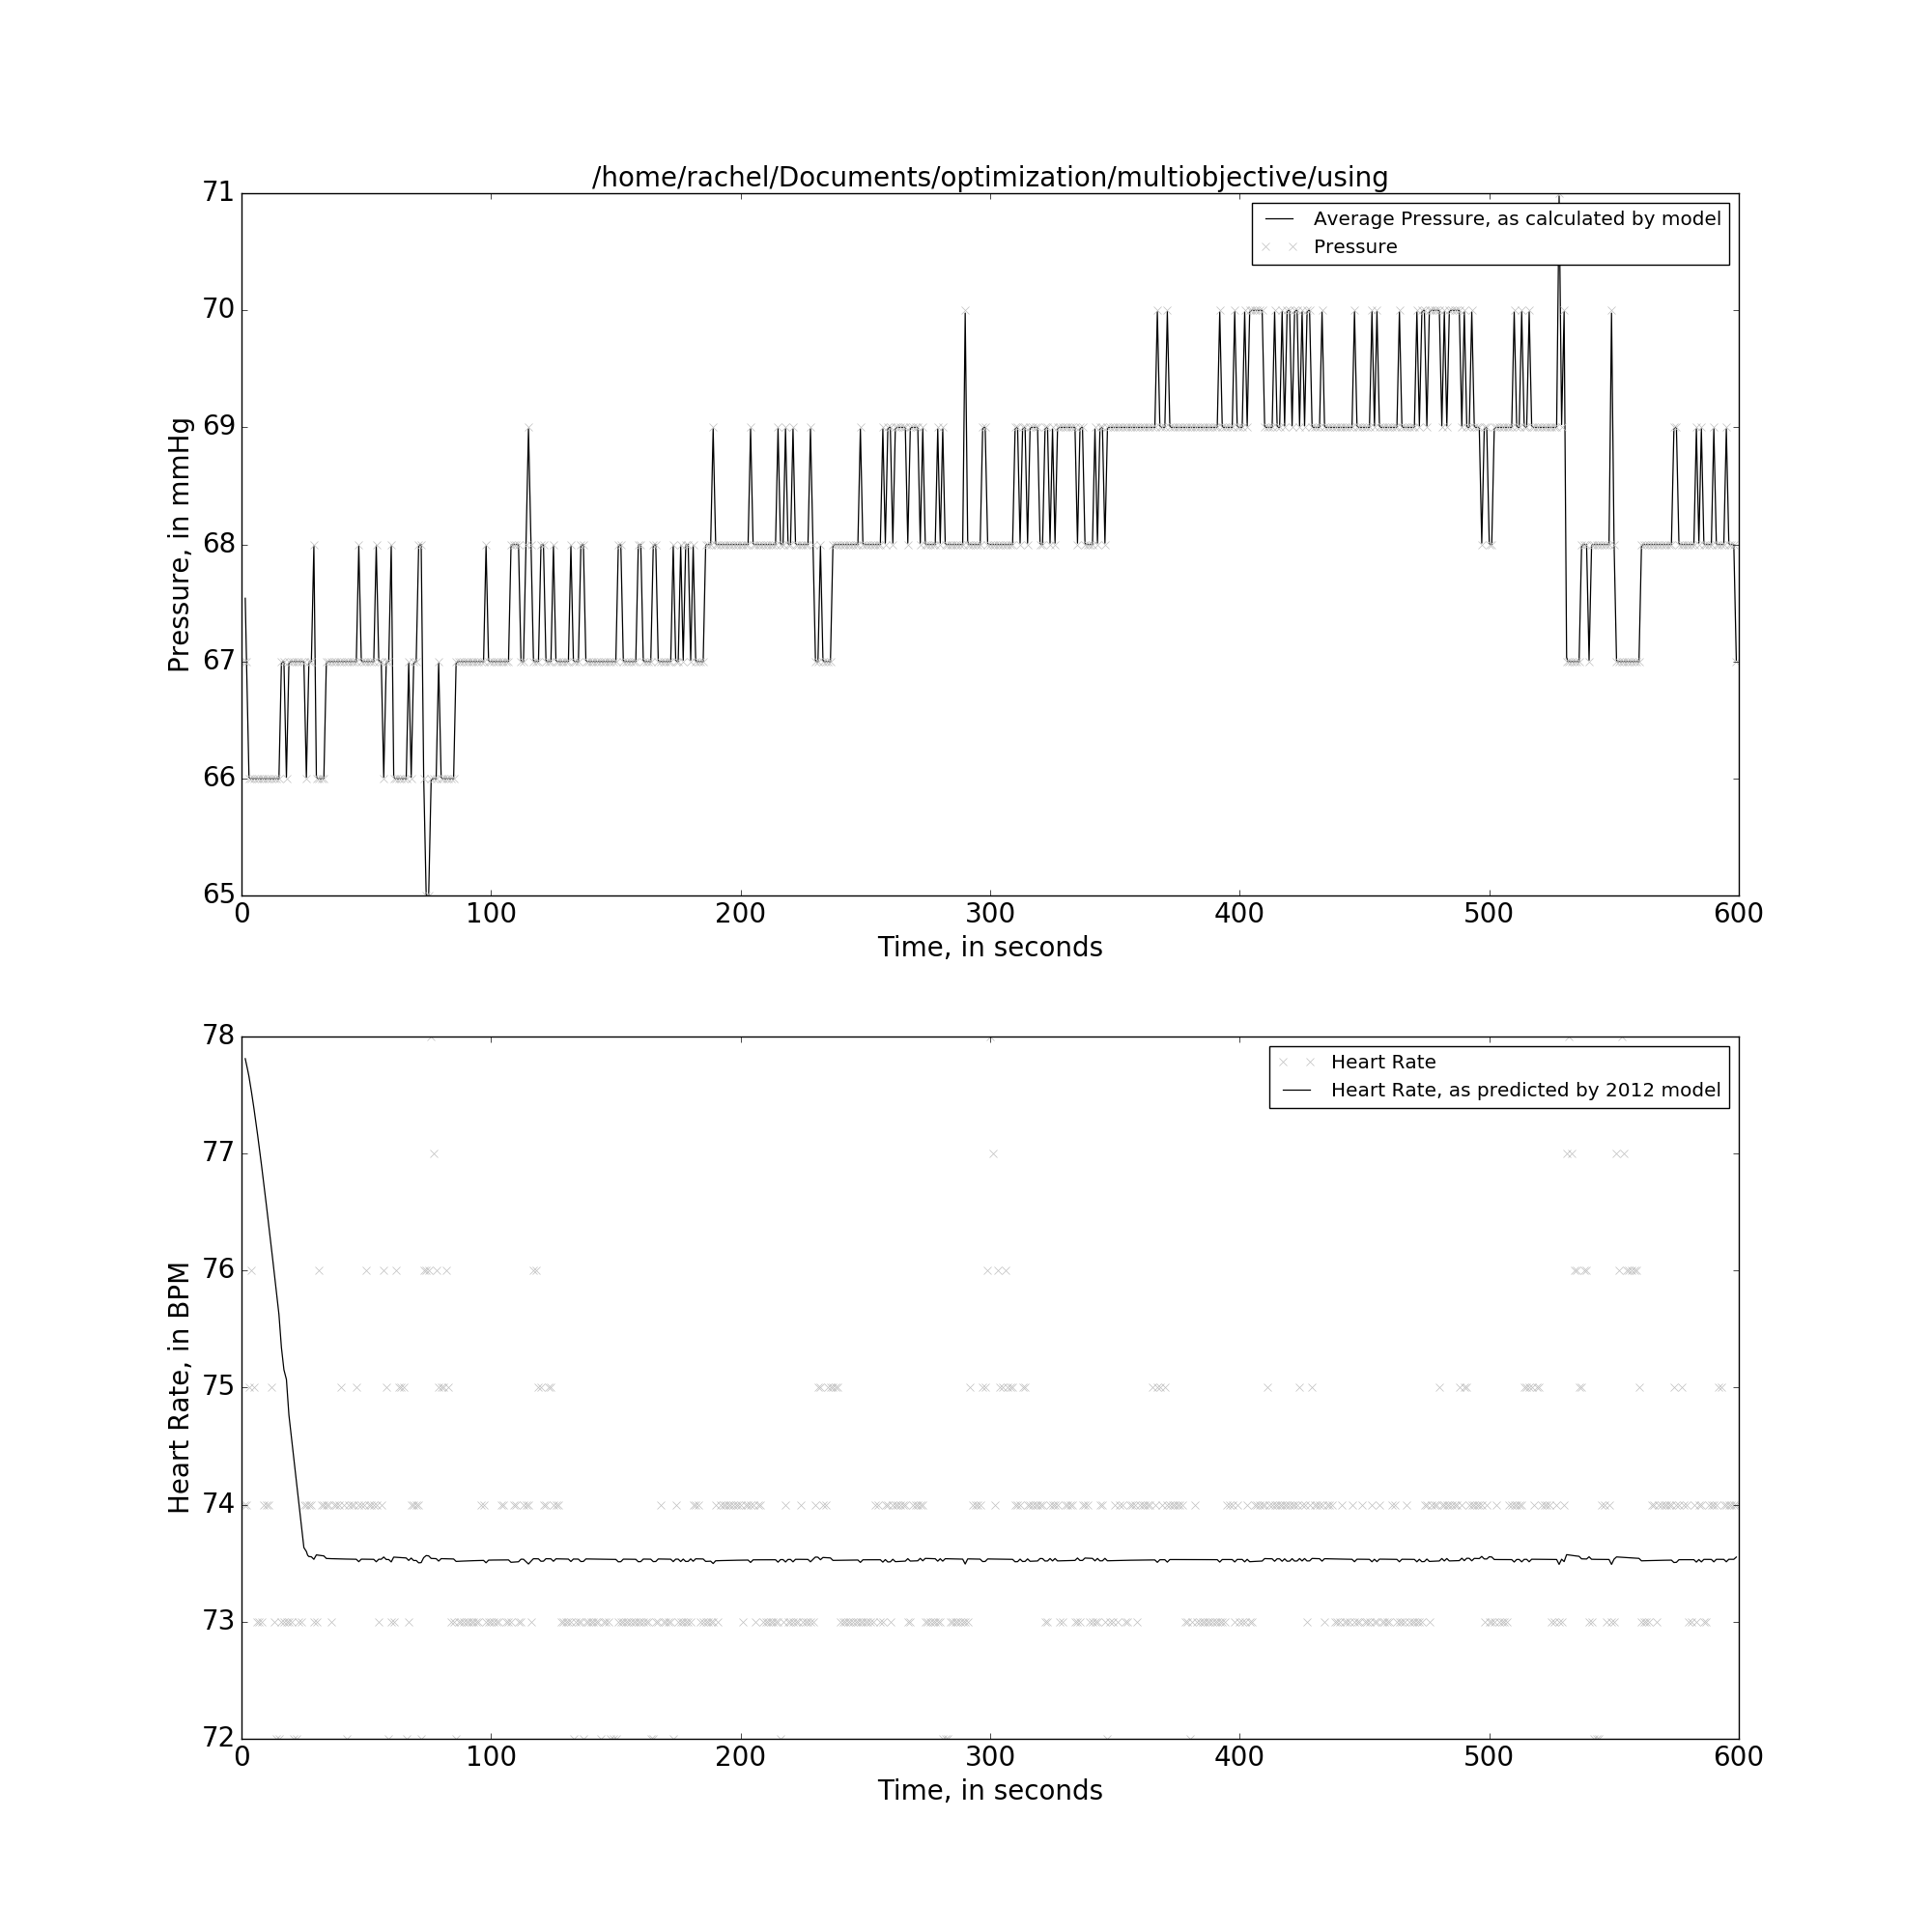 /home/rachel/Documents/optimization/multiobjective/using
71
70
69
68
67
66
65
Pressure, in mmHg
Average Pressure, as calculated by model
Pressure
0 100 200 300 400 500 600
Time, in seconds
78
77
76
75
74
73
72
Heart Rate, in BPM
Heart Rate
Heart Rate, as predicted by 2012 model
0 100 200 300 400 500 600
Time, in seconds